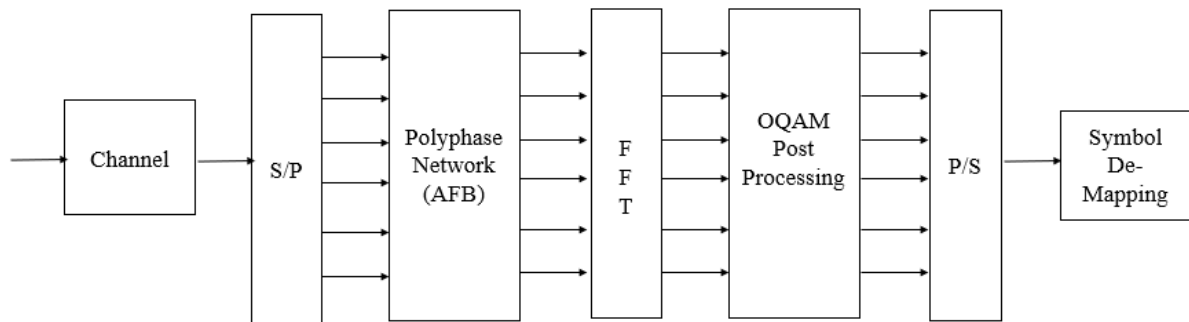 Channel
S/P
Polyphase
Network
(AFB)
F
F
T
OQAM
Post
Processing
P/S
Symbol
De-
Mapping